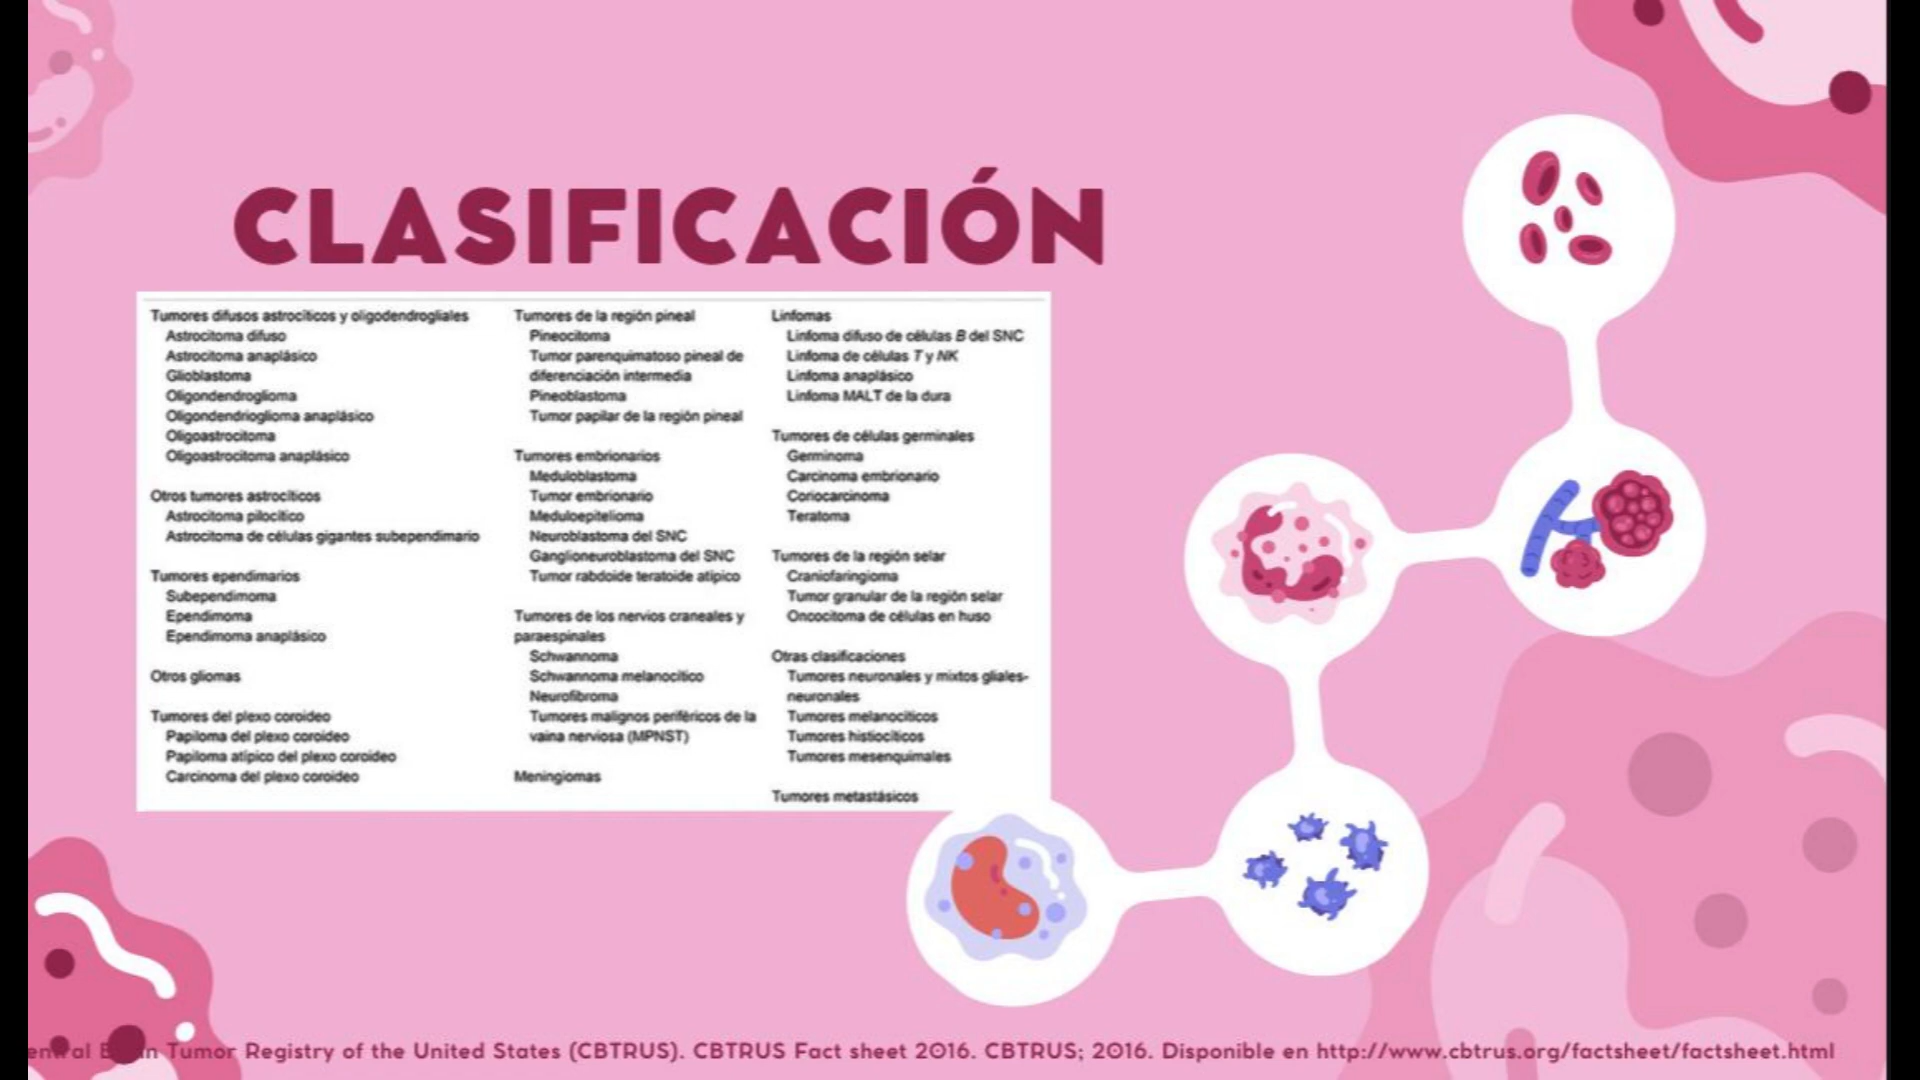 CLASIFICACIÓN
Tumores difusos astrocíticos y oligodendrogliales
Astrocitoma difuso
Astrocitoma anaplásico
Glioblastoma
Oligondendroglioma
Oligondendrioglioma anaplásico
Oligoastrocitoma
Oligoastrocitoma anaplásico
Otros tumores astrocíticos
Astrocitoma pilocítico
Astrocitoma de células gigantes subependimario
Tumores ependimarios
Subependimoma
Ependimoma
Ependimoma anaplásico
Otros gliomas
Tumores del plexo coroideo
Papiloma del plexo coroideo
Papiloma atípico del plexo coroideo
Carcinoma del plexo coroideo
Tumores de la región pineal
Pineocitoma
Tumor parenquimatoso pineal de
diferenciación intermedia
Pineoblastoma
Tumor papilar de la región pineal
Tumores embrionarios
Meduloblastoma
Tumor embrionario
Meduloepitelioma
Neuroblastoma del SNC
Ganglioneuroblastoma del SNC
Tumor rabdoide teratoide atípico
Tumores de los nervios craneales y
paraespinales
Schwannoma
Schwannoma melanocítico
Neurofibroma
Tumores malignos periféricos de la
vaina nerviosa (MPNST)
Meningiomas
Linfomas
Linfoma difuso de células B del SNC
Linfoma de células T y NK
Linfoma anaplásico
Linfoma MALT de la dura
Tumores de células germinales
Germinoma
Carcinoma embrionario
Coriocarcinoma
Teratoma
Tumores de la región selar
Craniofaringioma
Tumor granular de la región selar
Oncocitoma de células en huso
Otras clasificaciones
Tumores neuronales y mixtos gliales-
neuronales
Tumores melanocíticos
Tumores histiocíticos
Tumores mesenquimales
Tumores metastásicos
Tumor Registry of the United States (CBTRUS). CBTRUS Fact sheet 2016. CBTRUS; 2016. Disponible en http://www.cbtrus.org/factsheet/factsheet.html